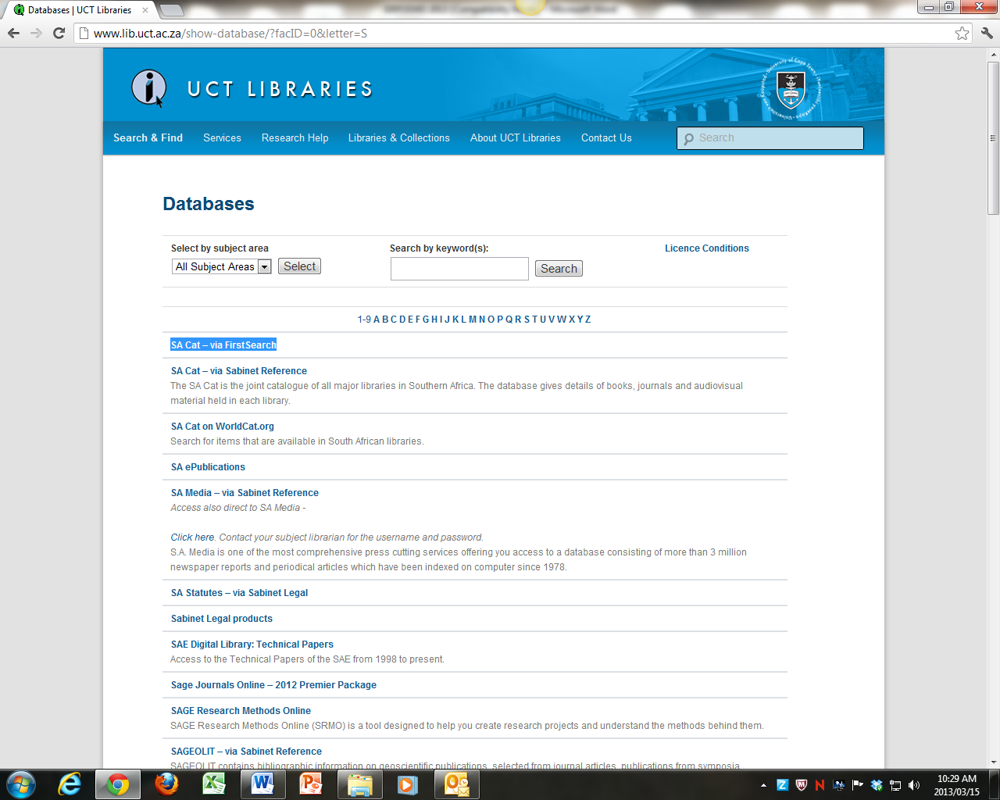 Databases | UCT Libraries
www.lib.uct.ac.za/show-database/?facID=0&letter=S
UCT LIBRARIES
Search & Find Services Research Help Libraries & Collections About UCT Libraries Contact Us Search
Databases
Select by subject area Search by keyword(s): Licence Conditions
All Subject Areas Select Search
1-9 A B C D E F G H I J K L M N O P Q R S T U V W X Y Z
SA Cat – via FirstSearch
SA Cat – via Sabinet Reference
The SA Cat is the joint catalogue of all major libraries in Southern Africa. The database gives details of books, journals and audiovisual
material held in each library.
SA Cat on WorldCat.org
Search for items that are available in South African libraries.
SA ePublications
SA Media – via Sabinet Reference
Access also direct to SA Media -
Click here. Contact your subject librarian for the username and password.
S.A. Media is one of the most comprehensive press cutting services offering you access to a database consisting of more than 3 million
newspaper reports and periodical articles which have been indexed on computer since 1978.
SA Statutes – via Sabinet Legal
Sabinet Legal products
SAE Digital Library: Technical Papers
Access to the Technical Papers of the SAE from 1998 to present.
Sage Journals Online – 2012 Premier Package
SAGE Research Methods Online
SAGE Research Methods Online (SRMO) is a tool designed to help you create research projects and understand the methods behind them.
SAGEOLIT – via Sabinet Reference
SAGEOLIT contains bibliographic information on geoscientific publications, selected from journal articles, publications from symposia
10:29 AM
2013/03/15